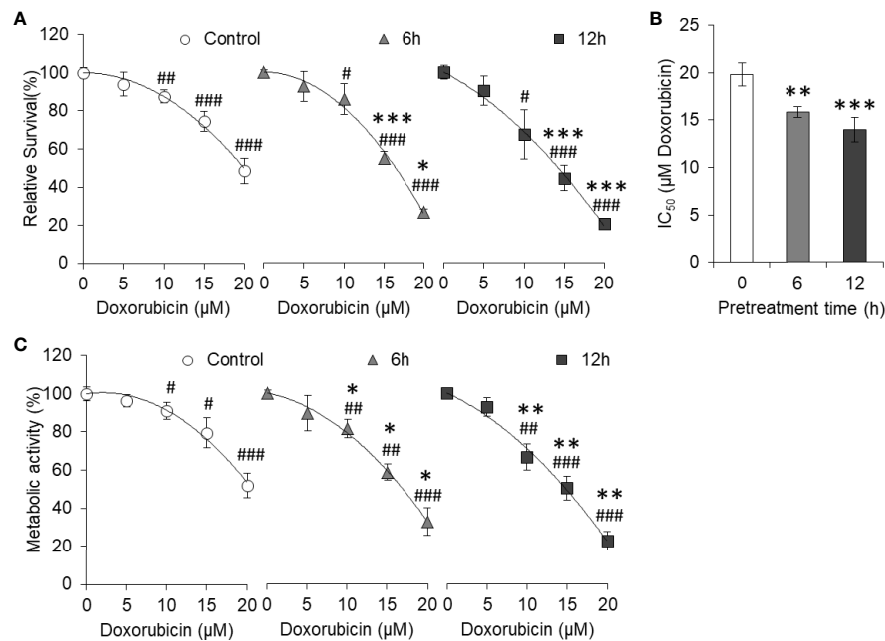 A
Control
6h
12h
Relative Survival(%)
120
100
80
60
40
20
0
##
###
###
#
***
###
*
###
#
***
###
***
###
0 5 10 15 20
0 5 10 15 20
0 5 10 15 20
Doxorubicin (µM)
Doxorubicin (µM)
Doxorubicin (µM)
B
IC50 (µM Doxorubicin)
25
20
15
10
5
0
**
***
0 6 12
Pretreatment time (h)
C
Control
6h
12h
Metabolic activity (%)
120
100
80
60
40
20
0
#
#
###
*
##
*
##
*
###
**
##
**
###
**
###
0 5 10 15 20
0 5 10 15 20
0 5 10 15 20
Doxorubicin (µM)
Doxorubicin (µM)
Doxorubicin (µM)